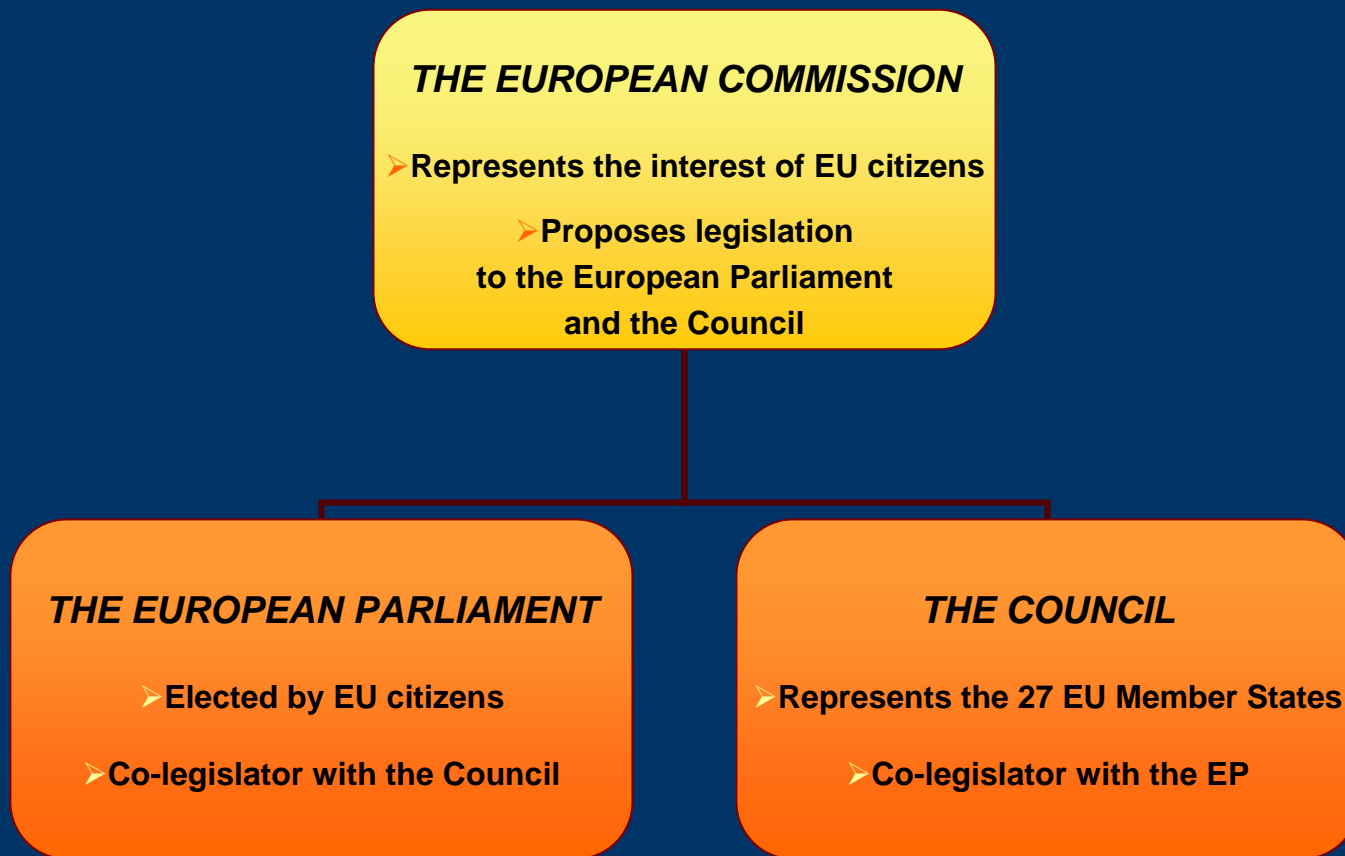 THE EUROPEAN COMMISSION
➢Represents the interest of EU citizens
➢Proposes legislation
to the European Parliament
and the Council
THE EUROPEAN PARLIAMENT
➢Elected by EU citizens
➢Co-legislator with the Council
THE COUNCIL
➢Represents the 27 EU Member States
➢Co-legislator with the EP